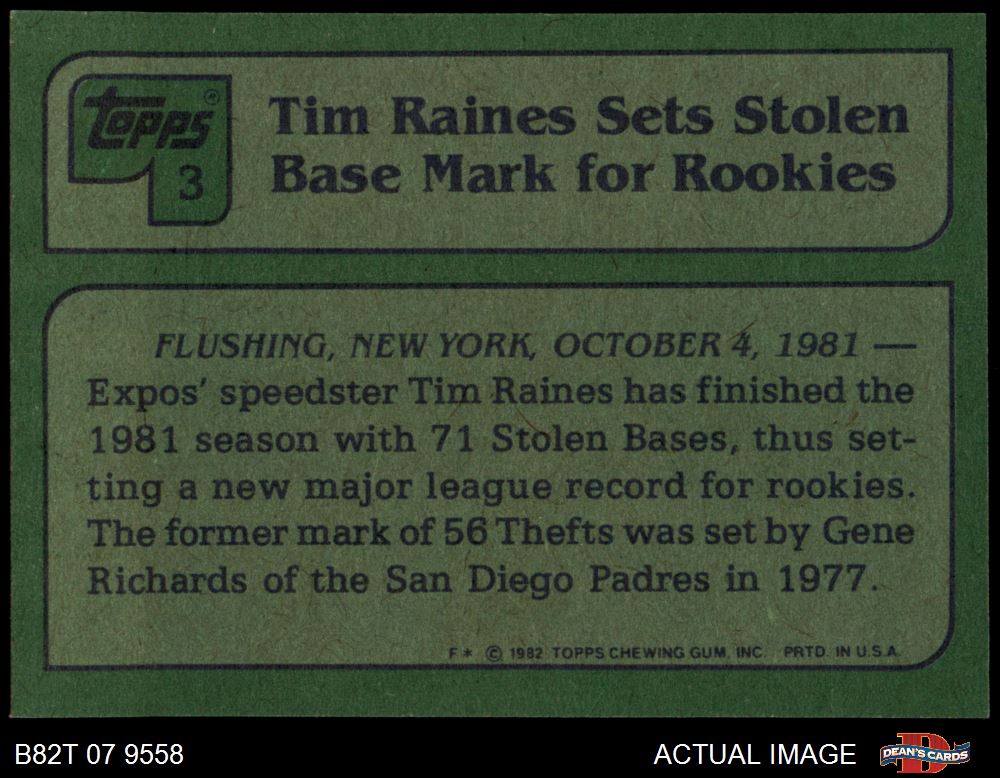 topps®
3
Tim Raines Sets Stolen
Base Mark for Rookies
FLUSHING, NEW YORK, OCTOBER 4, 1981 —
Expos' speedster Tim Raines has finished the
1981 season with 71 Stolen Bases, thus set-
ting a new major league record for rookies.
The former mark of 56 Thefts was set by Gene
Richards of the San Diego Padres in 1977.
F* © 1982 TOPPS CHEWING GUM, INC. PRTD. IN U.S.A.
B82T 07 9558
ACTUAL IMAGE
D
DEAN'S CARDS